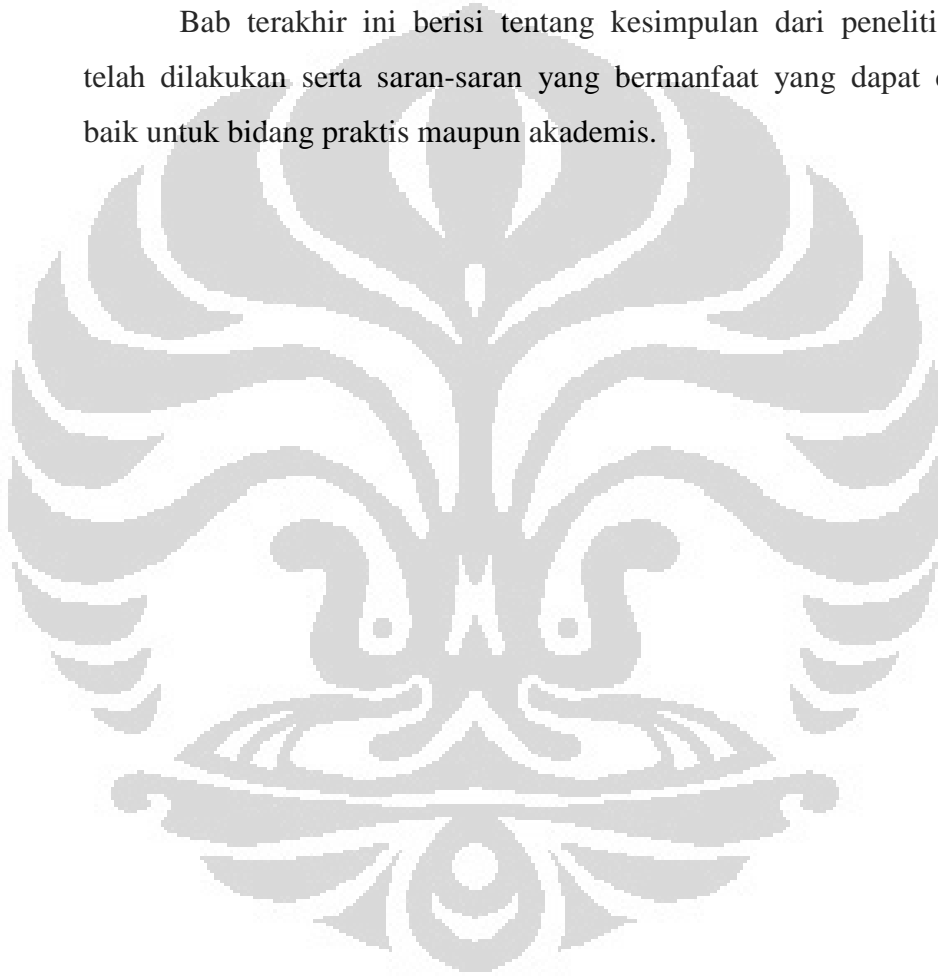 Bab terakhir ini berisi tentang kesimpulan dari peneliti
telah dilakukan serta saran-saran yang bermanfaat yang dapat
baik untuk bidang praktis maupun akademis.